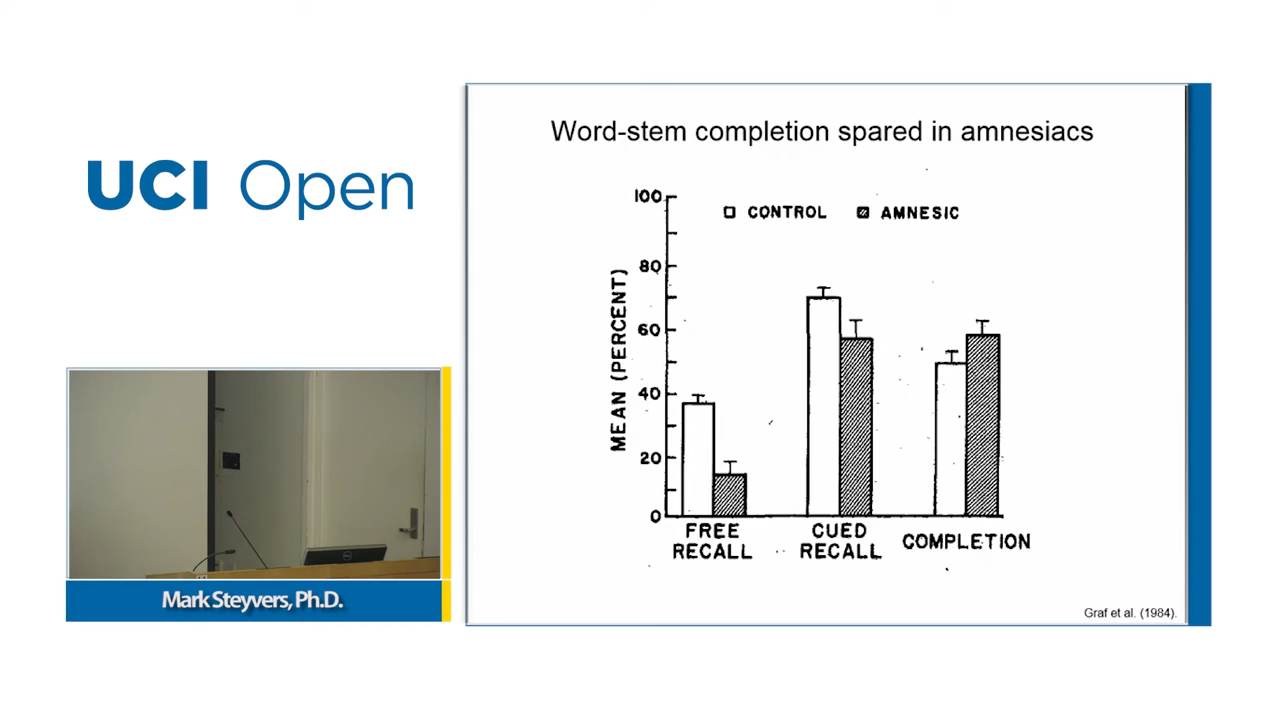 UCI Open
Word-stem completion spared in amnesiacs
100
CONTROL AMNESIC
80
60
40
20
0
MEAN (PERCENT)
FREE RECALL
CUED RECALL
COMPLETION
Graf et al. (1984).
Mark Steyvers, Ph.D.